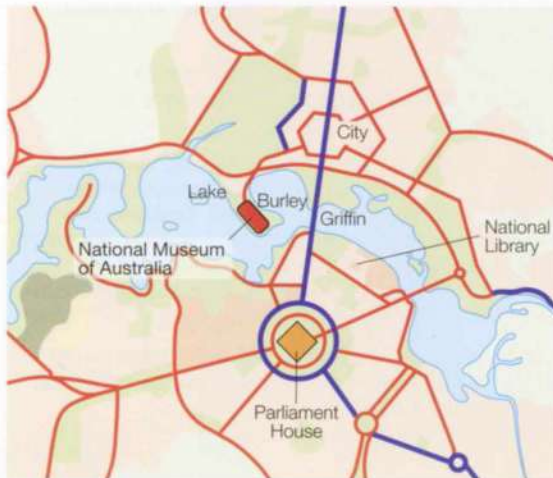 City
Lake
Burley
Griffin
National Museum
of Australia
National
Library
Parliament
House